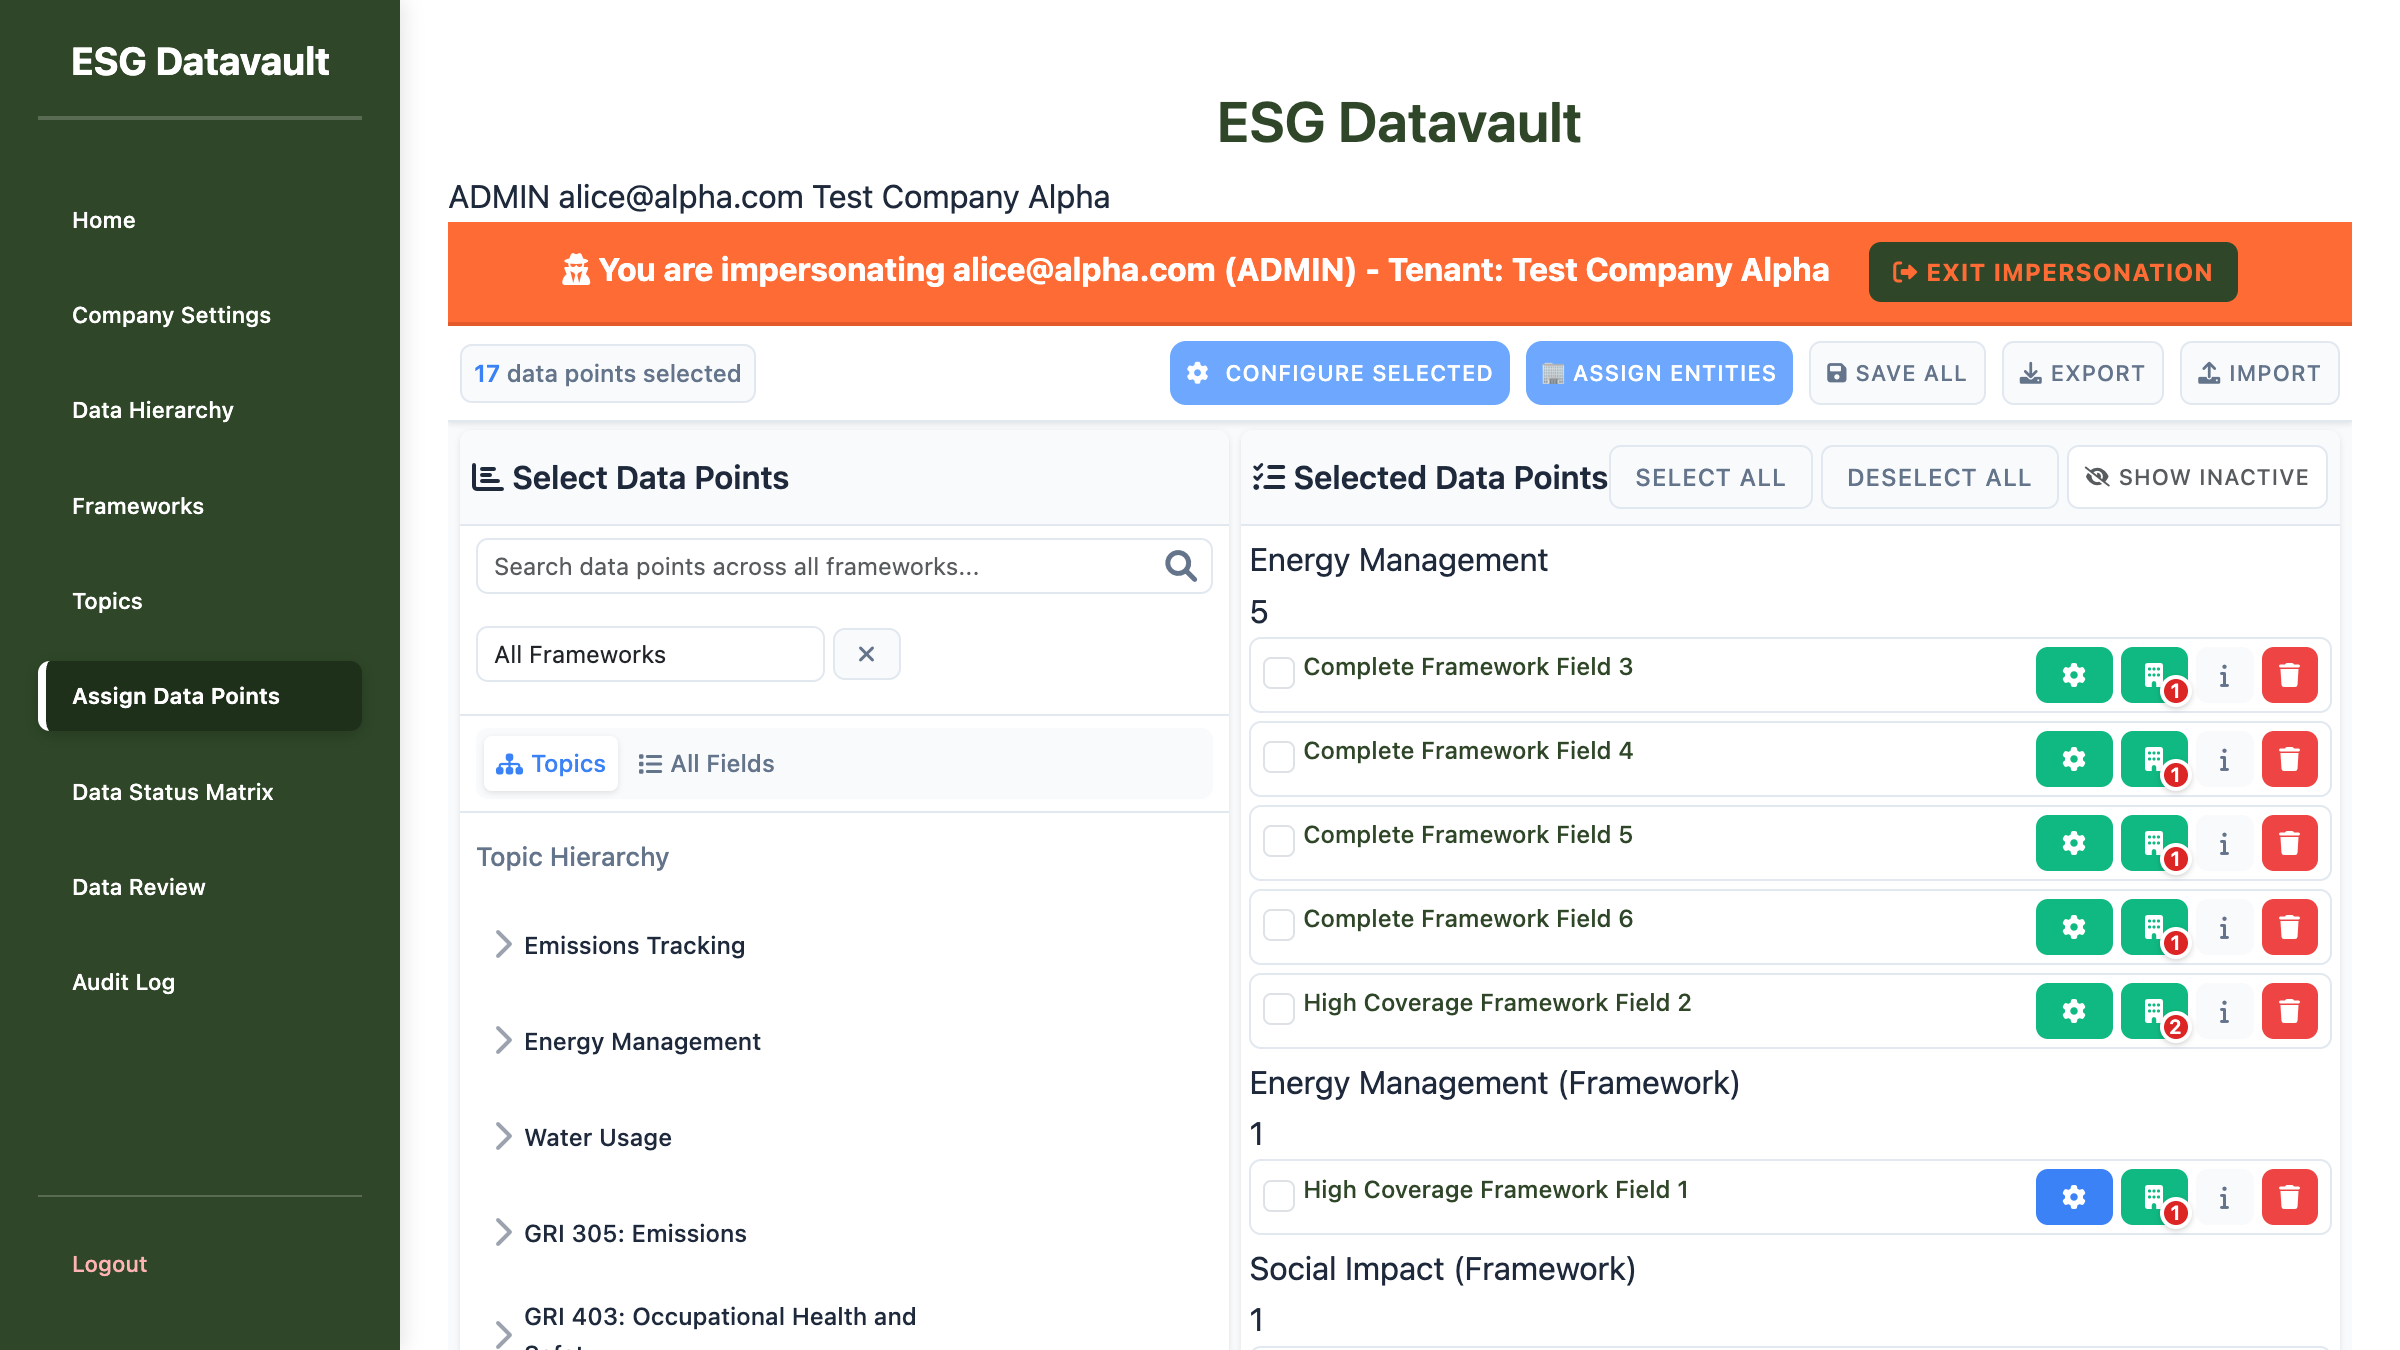 ESG Datavault
Home
Company Settings
Data Hierarchy
Frameworks
Topics
Assign Data Points
Data Status Matrix
Data Review
Audit Log
Logout
ESG Datavault
ADMIN alice@alpha.com Test Company Alpha
You are impersonating alice@alpha.com (ADMIN) - Tenant: Test Company Alpha
EXIT IMPERSONATION
17 data points selected
CONFIGURE SELECTED
ASSIGN ENTITIES
SAVE ALL
EXPORT
IMPORT
Select Data Points
Search data points across all frameworks...
All Frameworks
Topics
All Fields
Topic Hierarchy
Emissions Tracking
Energy Management
Water Usage
GRI 305: Emissions
GRI 403: Occupational Health and
Selected Data Points
SELECT ALL
DESELECT ALL
SHOW INACTIVE
Energy Management
5
Complete Framework Field 3
1
Complete Framework Field 4
1
Complete Framework Field 5
1
Complete Framework Field 6
1
High Coverage Framework Field 2
2
Energy Management (Framework)
1
High Coverage Framework Field 1
1
Social Impact (Framework)
1